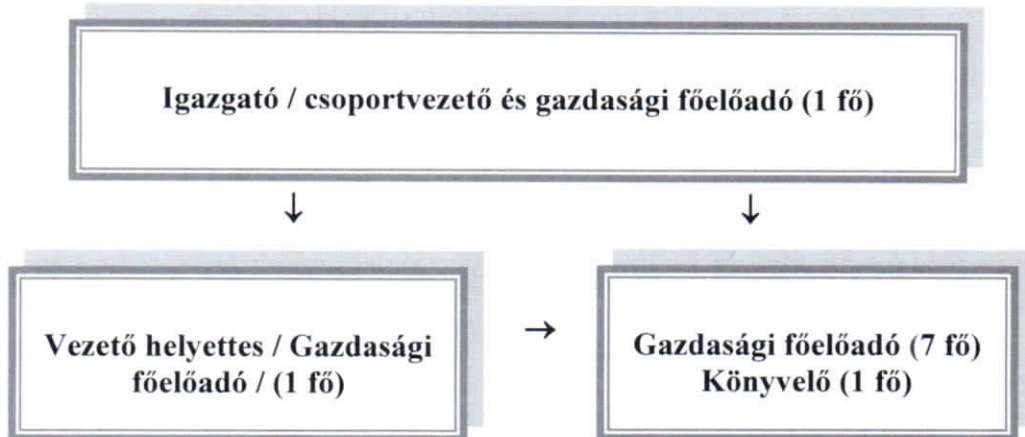 Igazgató / csoportvezető és gazdasági főelőadó (1 fő)
↓ ↓
Vezető helyettes / Gazdasági
főelőadó / (1 fő)
→
Gazdasági főelőadó (7 fő)
Könyvelő (1 fő)